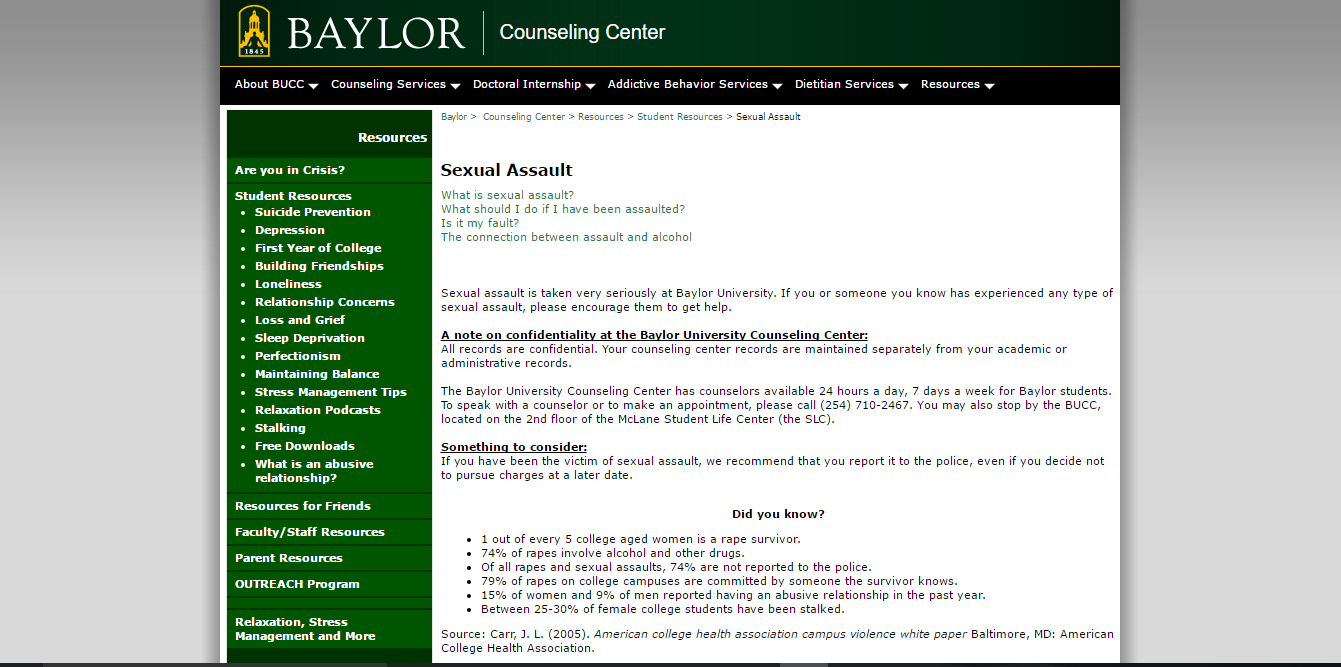 BAYLOR
Counseling Center
1845
About BUCC
Counseling Services
Doctoral Internship
Addictive Behavior Services
Dietitian Services
Resources
Resources
Are you in Crisis?
Student Resources
• Suicide Prevention
• Depression
• First Year of College
• Building Friendships
• Loneliness
• Relationship Concerns
• Loss and Grief
• Sleep Deprivation
• Perfectionism
• Maintaining Balance
• Stress Management Tips
• Relaxation Podcasts
• Stalking
• Free Downloads
• What is an abusive
relationship?
Resources for Friends
Faculty/Staff Resources
Parent Resources
OUTREACH Program
Relaxation, Stress
Management and More
Baylor > Counseling Center > Resources > Student Resources > Sexual Assault
Sexual Assault
What is sexual assault?
What should I do if I have been assaulted?
Is it my fault?
The connection between assault and alcohol
Sexual assault is taken very seriously at Baylor University. If you or someone you know has experienced any type of
sexual assault, please encourage them to get help.
A note on confidentiality at the Baylor University Counseling Center:
All records are confidential. Your counseling center records are maintained separately from your academic or
administrative records.
The Baylor University Counseling Center has counselors available 24 hours a day, 7 days a week for Baylor students.
To speak with a counselor or to make an appointment, please call (254) 710-2467. You may also stop by the BUCC,
located on the 2nd floor of the McLane Student Life Center (the SLC).
Something to consider:
If you have been the victim of sexual assault, we recommend that you report it to the police, even if you decide not
to pursue charges at a later date.
Did you know?
• 1 out of every 5 college aged women is a rape survivor.
• 74% of rapes involve alcohol and other drugs.
• Of all rapes and sexual assaults, 74% are not reported to the police.
• 79% of rapes on college campuses are committed by someone the survivor knows.
• 15% of women and 9% of men reported having an abusive relationship in the past year.
• Between 25-30% of female college students have been stalked.
Source: Carr, J. L. (2005). American college health association campus violence white paper Baltimore, MD: American
College Health Association.